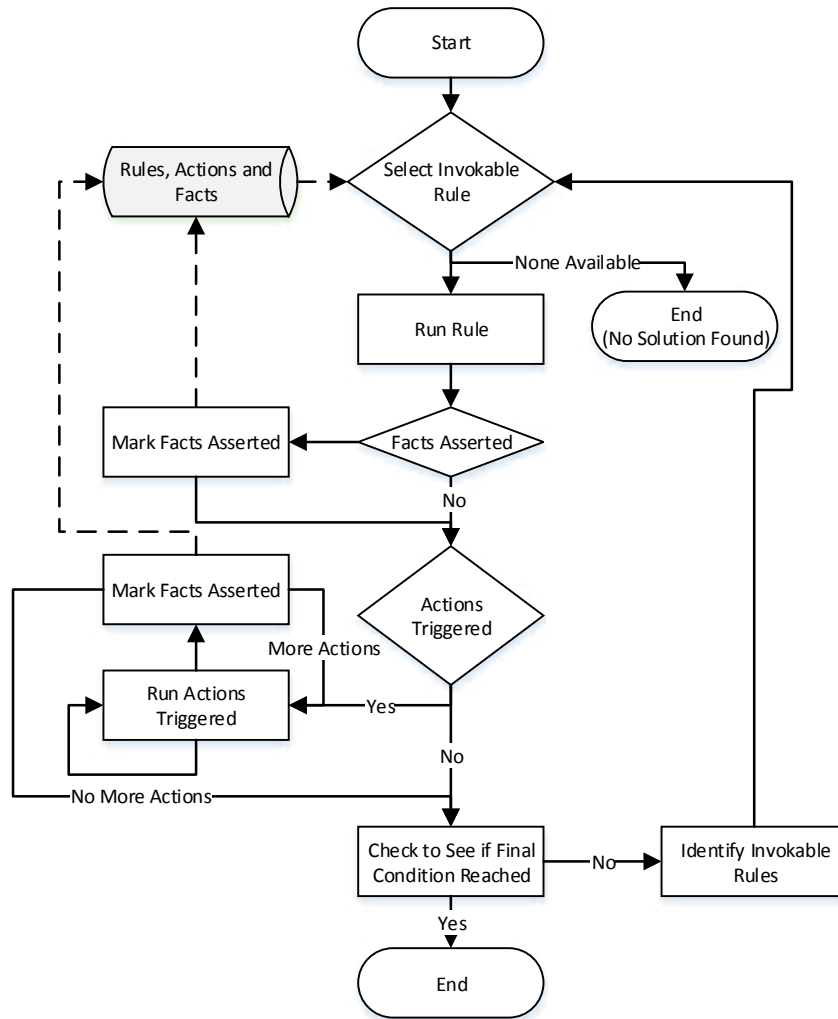 Start
Rules, Actions and
Facts
Select Invokable
Rule
None Available
End
(No Solution Found)
Run Rule
Mark Facts Asserted
Facts Asserted
No
Mark Facts Asserted
Actions
Triggered
More Actions
Run Actions
Triggered
Yes
No
No More Actions
Check to See if Final
Condition Reached
No
Identify Invokable
Rules
Yes
End